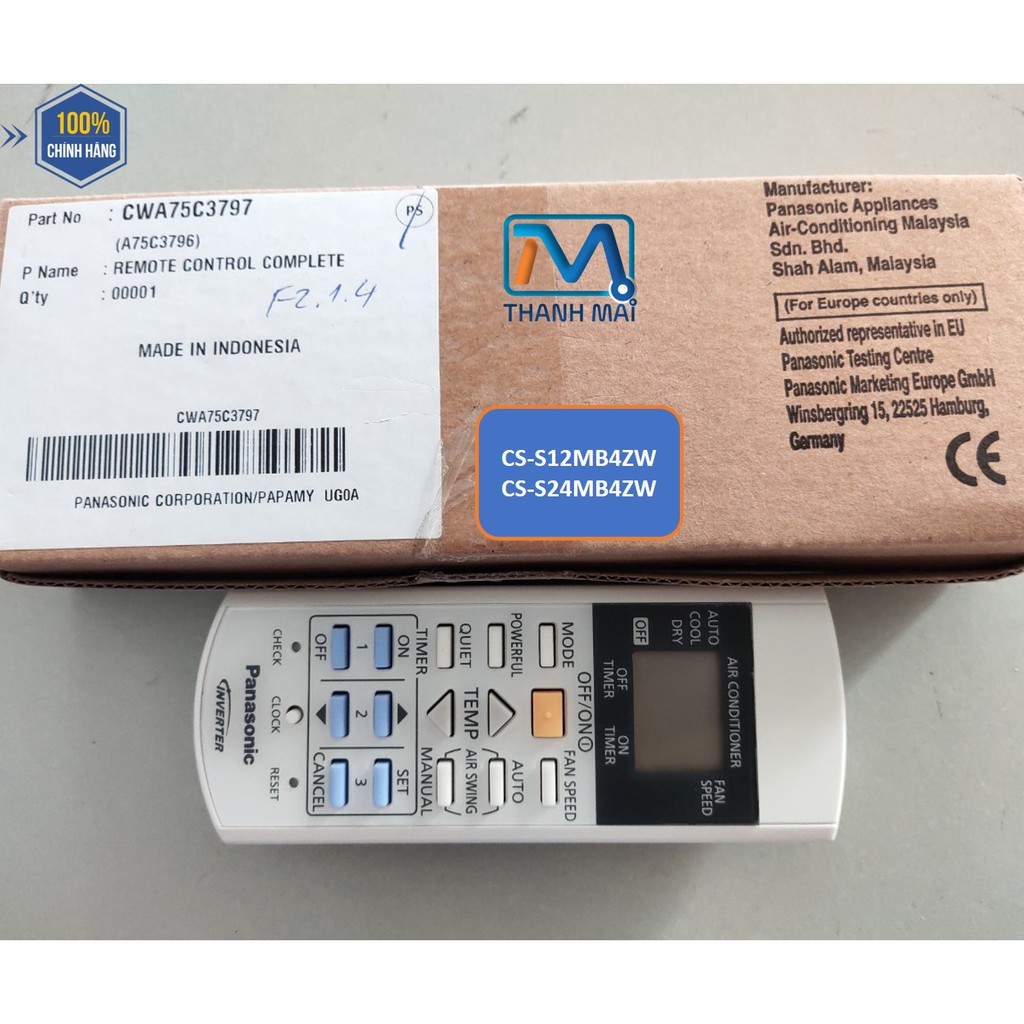 100%
CHÍNH HÃNG
Part No : CWA75C3797
(A75C3796)
P Name : REMOTE CONTROL COMPLETE
Q'ty : 00001
F2.1.4
PS
MADE IN INDONESIA
CWA75C3797
PANASONIC CORPORATION/PAPAMY UG0A
THANH MAI
Manufacturer:
Panasonic Appliances
Air-Conditioning Malaysia
Sdn. Bhd.
Shah Alam, Malaysia
(For Europe countries only)
Authorized representative in EU
Panasonic Testing Centre
Panasonic Marketing Europe GmbH
Winsbergring 15, 22525 Hamburg,
Germany
CE
CS-S12MB4ZW
CS-S24MB4ZW
AIR CONDITIONER
AUTO
COOL
DRY
FAN
SPEED
OFF
OFF
TIMER
ON
TIMER
MODE
OFF/ON
FAN SPEED
POWERFUL
QUIET
TEMP
AUTO
AIR SWING
MANUAL
TIMER
ON
SET
1
2
3
OFF
CANCEL
CHECK
CLOCK
RESET
Panasonic
INVERTER